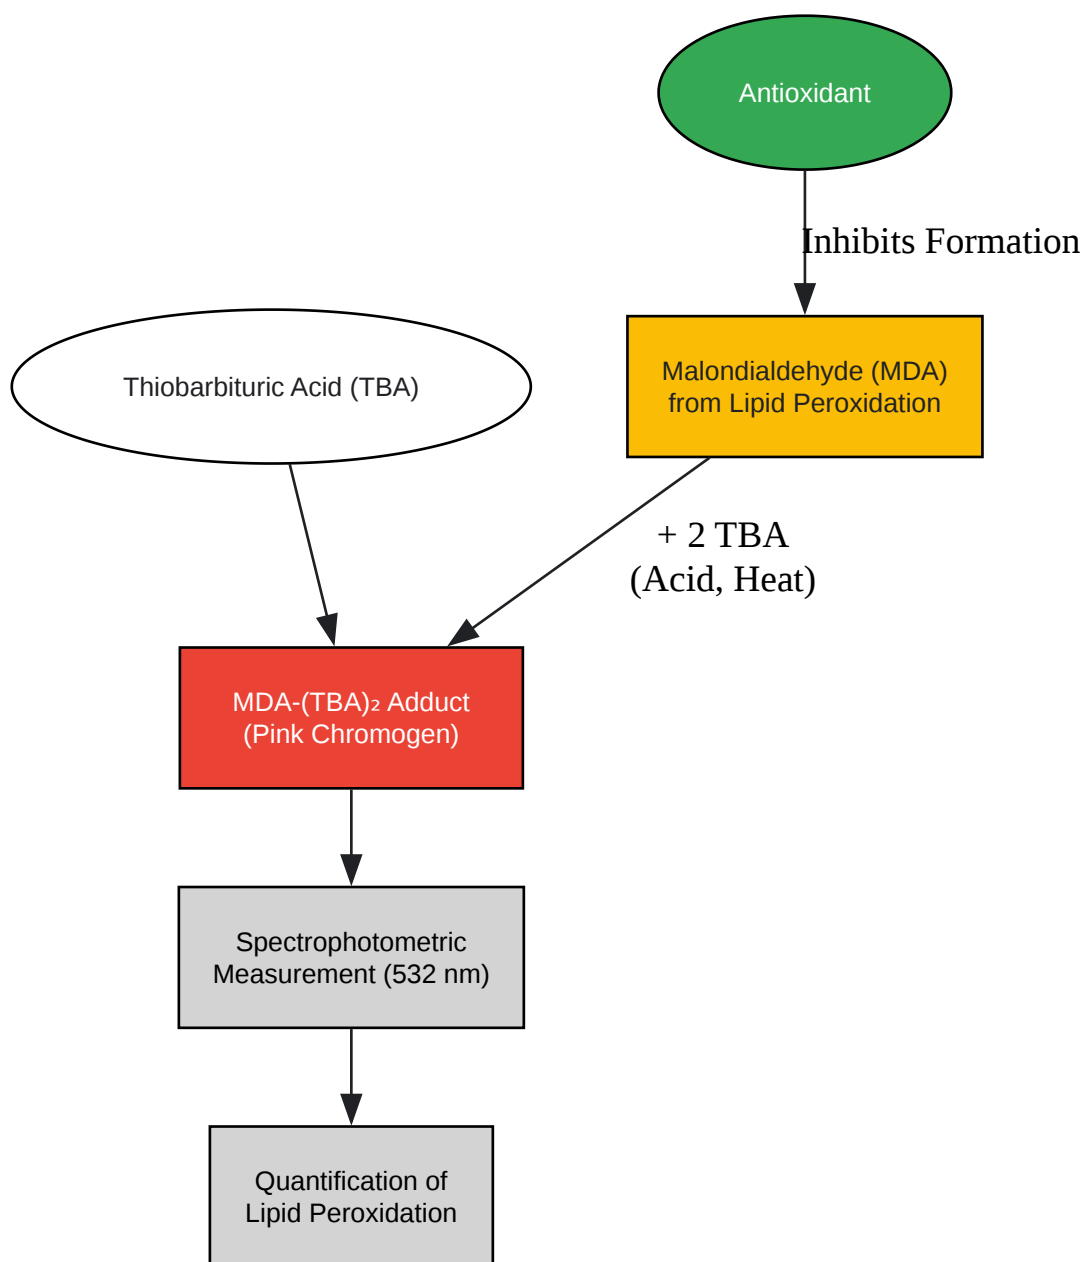 Antioxidant
Inhibits Formation
Thiobarbituric Acid (TBA)
Malondialdehyde (MDA)
from Lipid Peroxidation
+ 2 TBA
(Acid, Heat)
MDA-(TBA)₂ Adduct
(Pink Chromogen)
Spectrophotometric
Measurement (532 nm)
Quantification of
Lipid Peroxidation